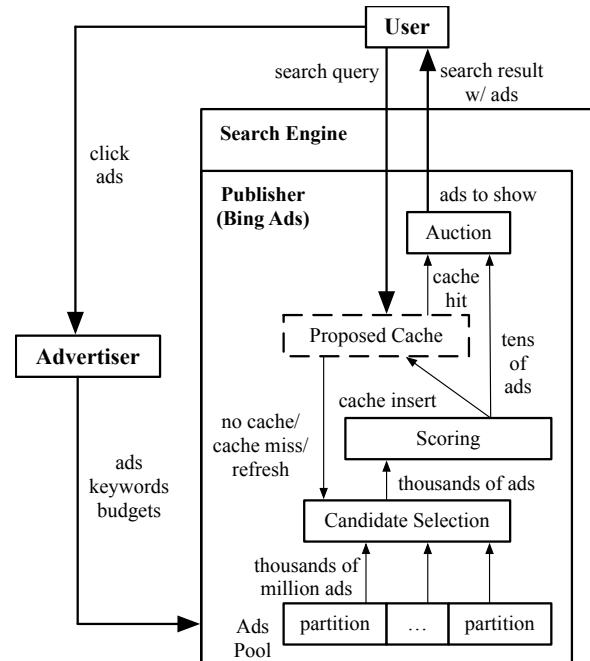 User
search query
search result
w/ ads
Search Engine
click
ads
Publisher
(Bing Ads)
ads to show
Auction
cache
hit
Proposed Cache
Advertiser
tens
of
ads
cache insert
no cache/
cache miss/
refresh
Scoring
ads
keywords
budgets
thousands of ads
Candidate Selection
thousands of
million ads
Ads
Pool
partition
...
partition